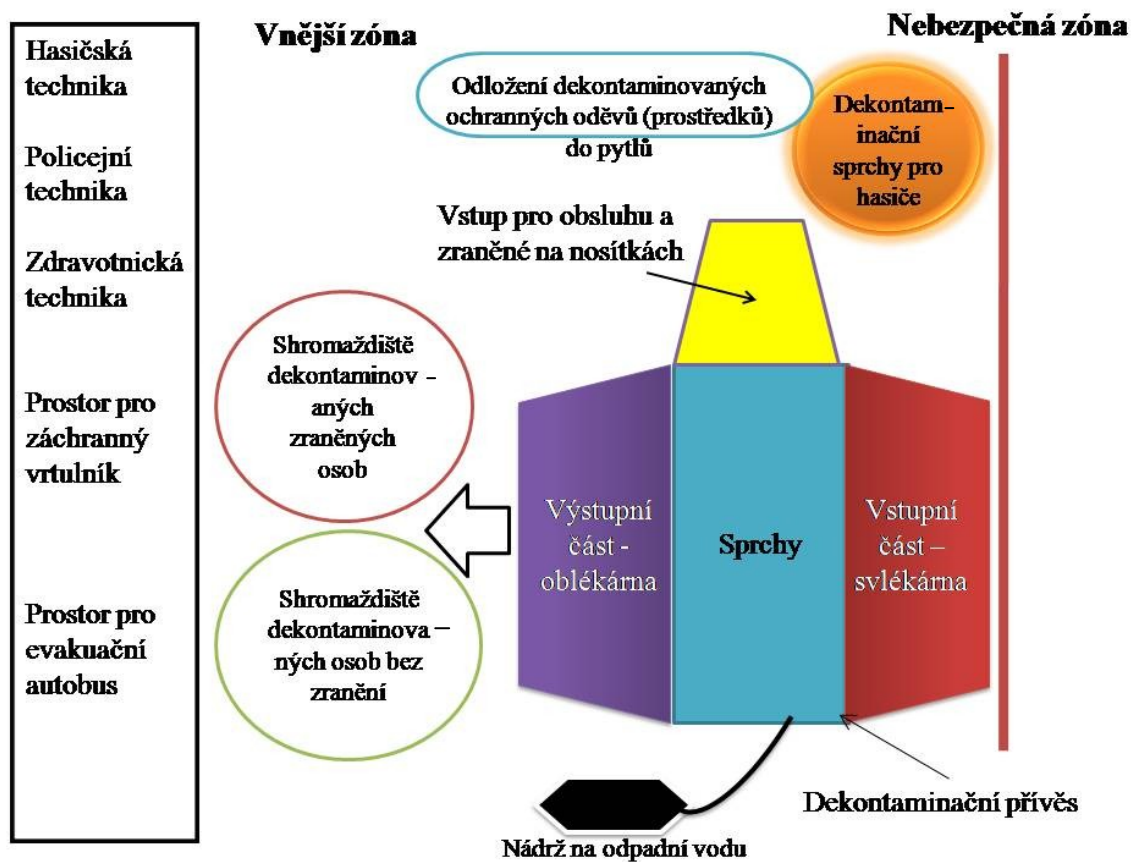 Hasičská
technika
Policejní
technika
Zdravotnická
technika
Prostor pro
záchranný
vrtulník
Prostor pro
evakuační
autobus
Vnější zóna
Nebezpečná zóna
Odložení dekontaminovaných
ochranných oděvů (prostředků)
do pytlů
Dekontam-
inační
sprchy pro
hasiče
Vstup pro obsluhu a
zraněné na nosítkách
Shromaždiště
dekontaminov -
aných
zraněných
osob
Shromaždiště
dekontaminova –
ných osob bez
zranění
Výstupní
část -
oblékárna
Sprchy
Vstupní
část –
svlékárna
Dekontaminační přívěs
Nádrž na odpadní vodu